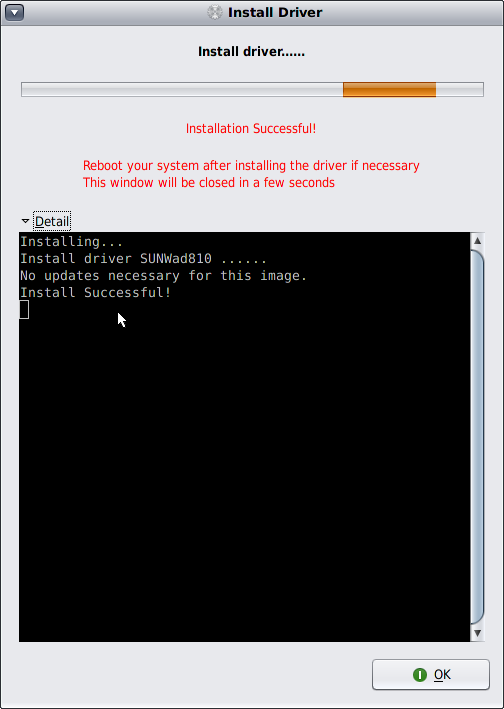 Install Driver
Install driver......
Installation Successful!
Reboot your system after installing the driver if necessary
This window will be closed in a few seconds
Detail
Installing...
Install driver SUNWad810 ......
No updates necessary for this image.
Install Successful!
OK